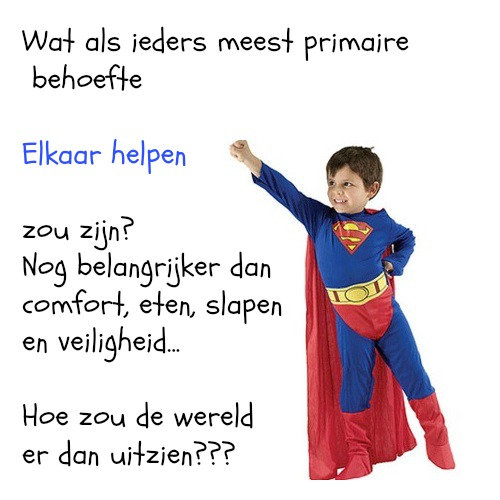 Wat als ieders meest primaire
behoefte
Elkaar helpen
zou zijn?
Nog belangrijker dan
comfort, eten, slapen
en veiligheid...
Hoe zou de wereld
er dan uitzien???